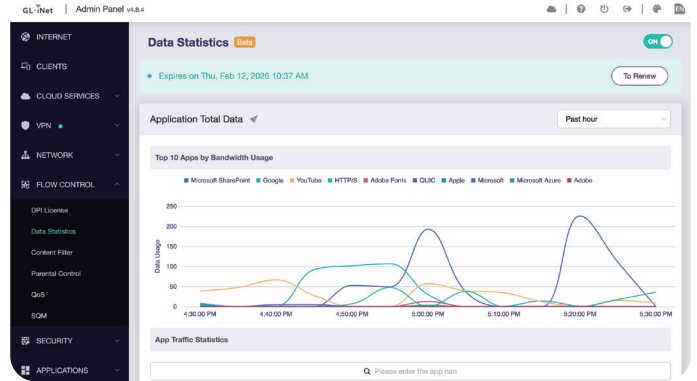 GL·iNet | Admin Panel v4.8.4
EN
INTERNET
CLIENTS
CLOUD SERVICES
VPN
NETWORK
FLOW CONTROL
DPI License
Data Statistics
Content Filter
Parental Control
QoS
SQM
SECURITY
APPLICATIONS
Data Statistics Beta
ON
Expires on Thu, Feb 12, 2026 10:37 AM
To Renew
Application Total Data
Past hour
Top 10 Apps by Bandwidth Usage
Microsoft SharePoint Google YouTube HTTP/S Adobe Fonts QUIC Apple Microsoft Microsoft Azure Adobe
Data Usage
250
200
150
100
50
0
4:30:00 PM 4:40:00 PM 4:50:00 PM 5:00:00 PM 5:10:00 PM 5:20:00 PM 5:30:00 PM
App Traffic Statistics
Please enter the app nam